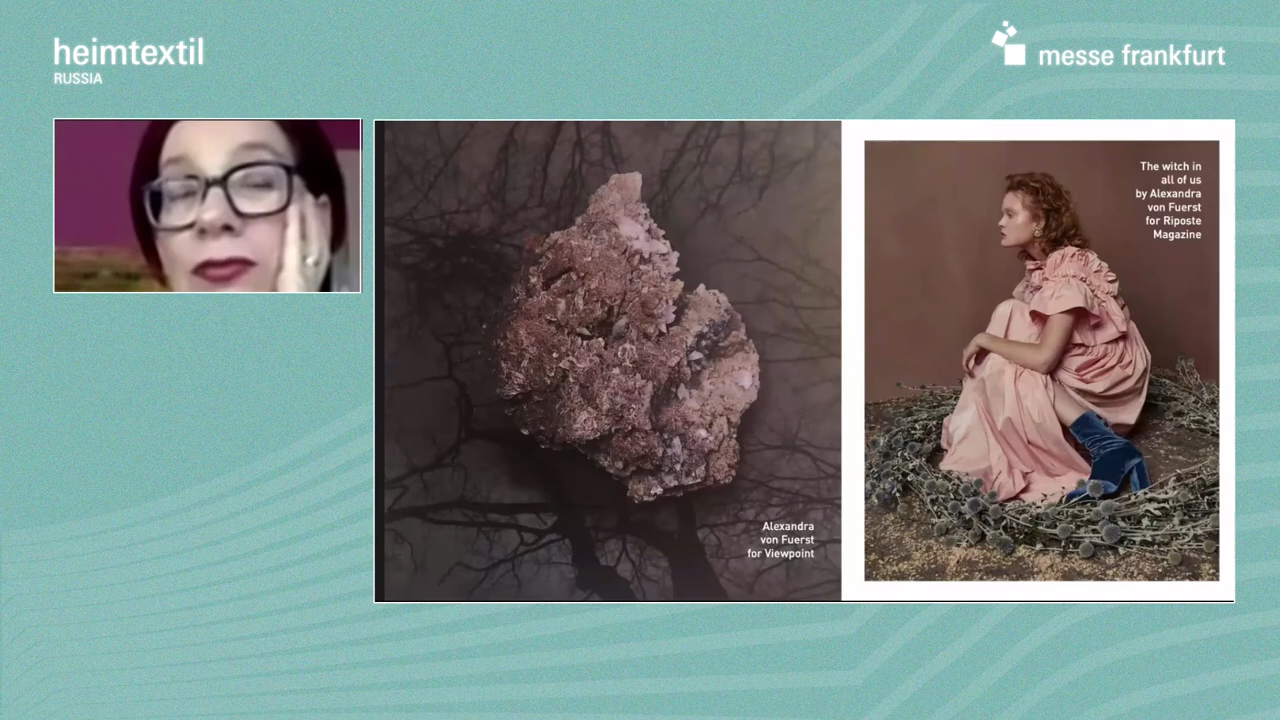 heimtextil
RUSSIA
messe frankfurt
Alexandra
von Fuerst
for Viewpoint
The witch in
all of us
by Alexandra
von Fuerst
for Riposte
Magazine